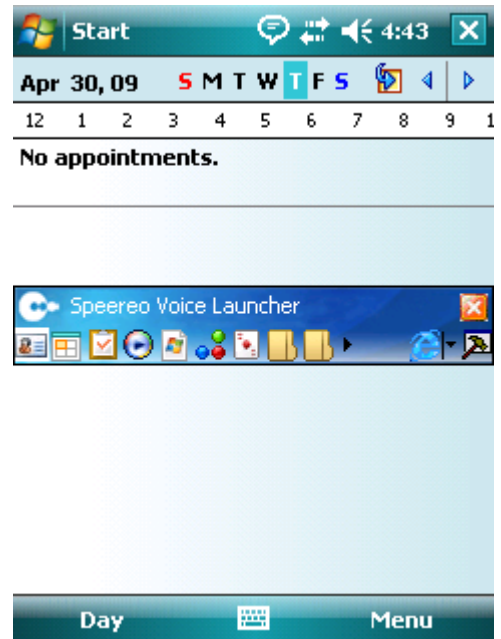 Start 4:43
Apr 30, 09 S M T W T F S
12 1 2 3 4 5 6 7 8 9 1
No appointments.
Speereo Voice Launcher
Day Menu